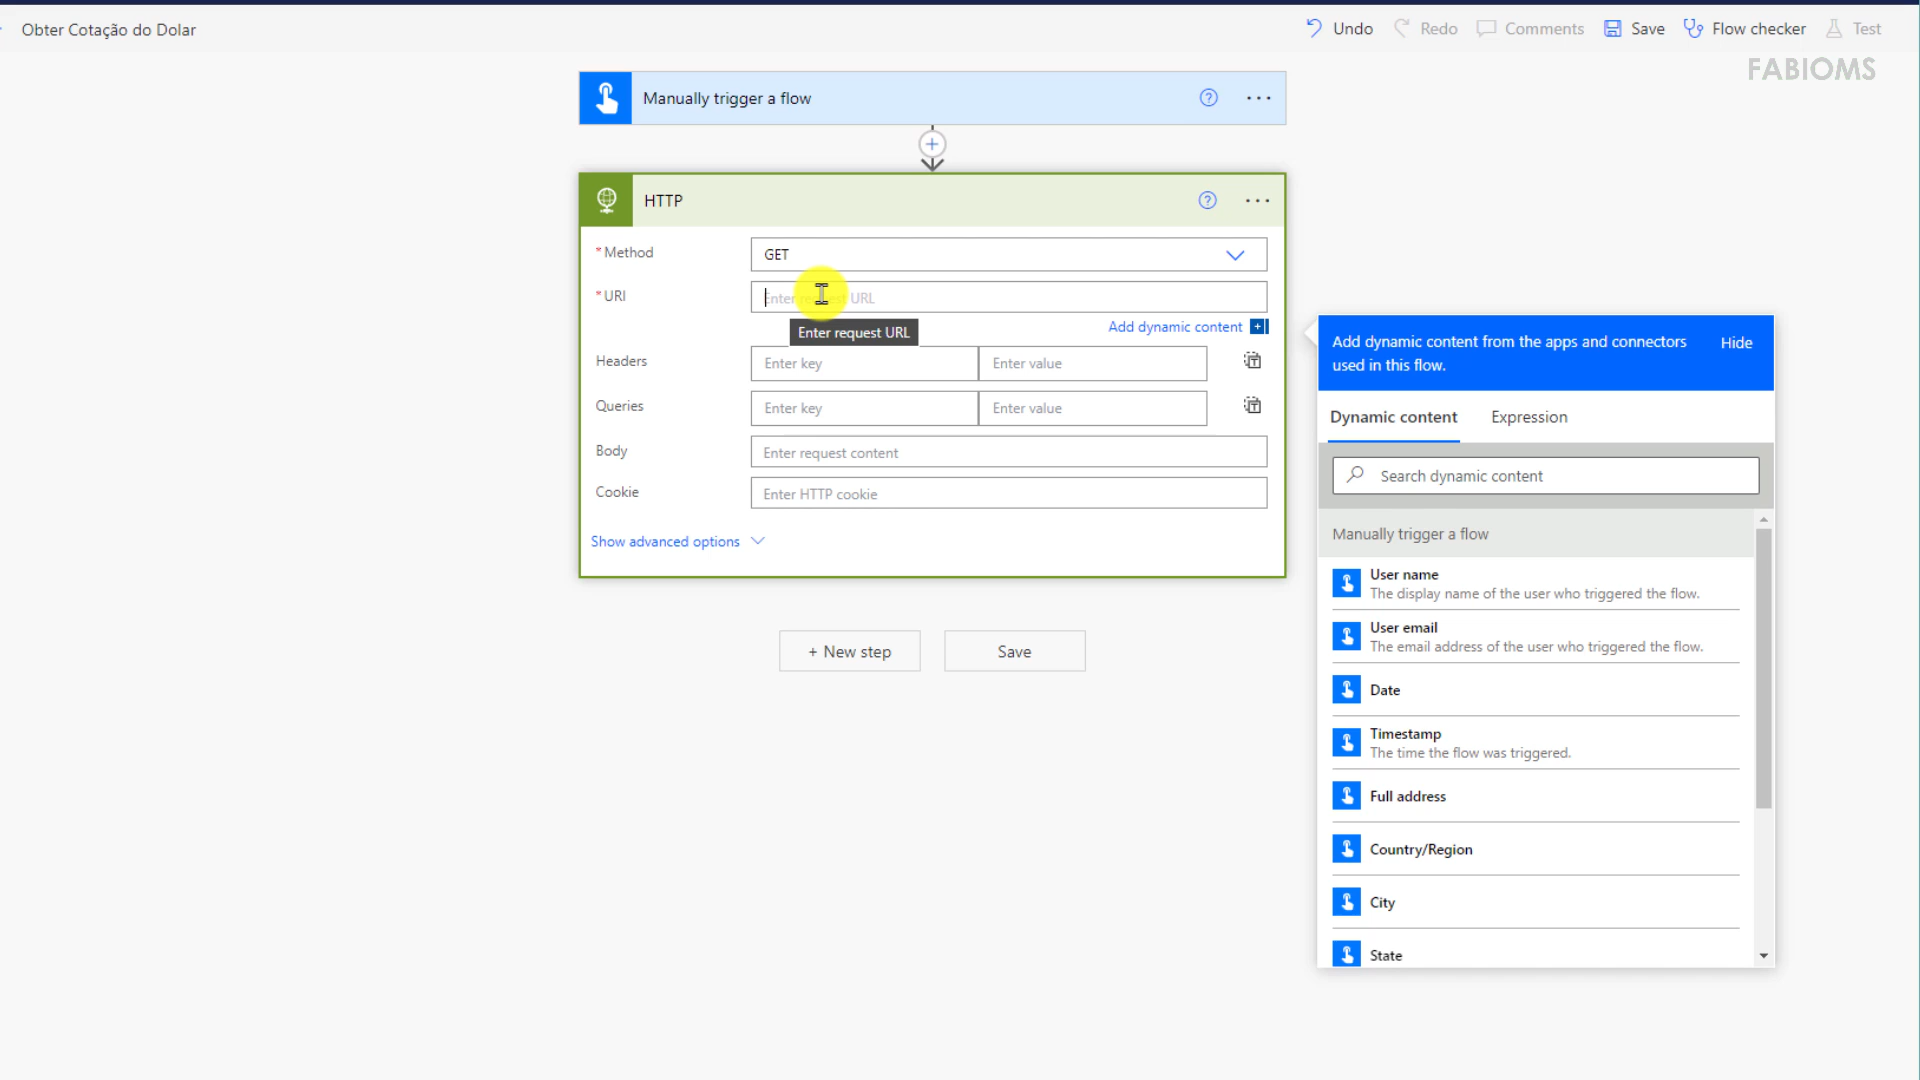 Obter Cotação do Dolar
Undo
Redo
Comments
Save
Flow checker
Test
FABIOMS
Manually trigger a flow
HTTP
* Method
GET
* URI
Enter request URL
Enter request URL
Add dynamic content
Headers
Enter key
Enter value
Queries
Enter key
Enter value
Body
Enter request content
Cookie
Enter HTTP cookie
Show advanced options
+ New step
Save
Add dynamic content from the apps and connectors
used in this flow.
Hide
Dynamic content
Expression
Search dynamic content
Manually trigger a flow
User name
The display name of the user who triggered the flow.
User email
The email address of the user who triggered the flow.
Date
Timestamp
The time the flow was triggered.
Full address
Country/Region
City
State